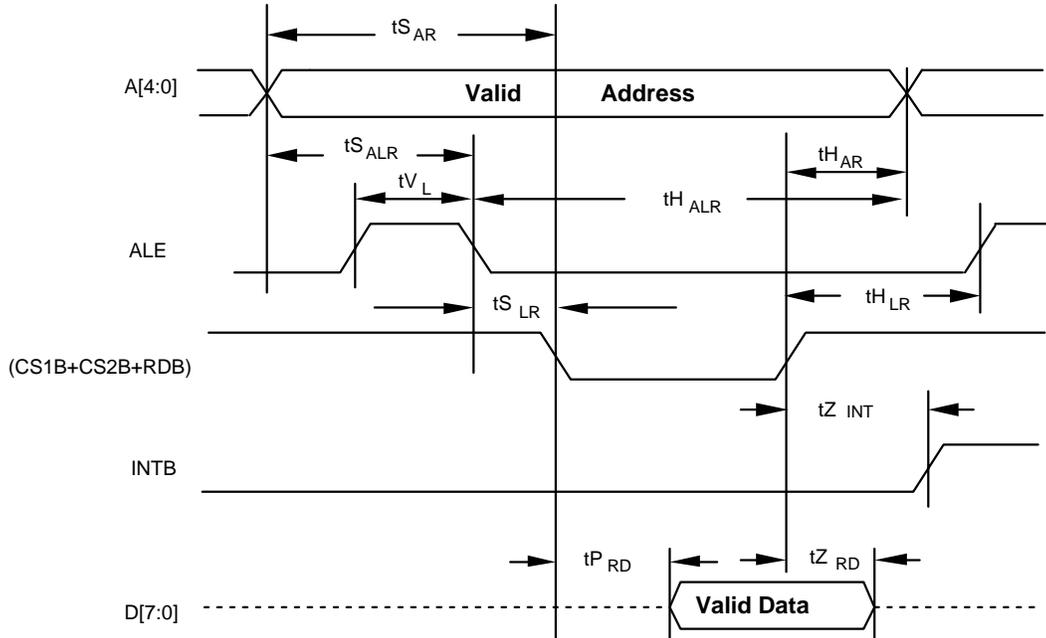 tS AR
A[4:0]
Valid Address
tS ALR
tH AR
tV L
tH ALR
ALE
tS LR
tH LR
(CS1B+CS2B+RDB)
tZ INT
INTB
tP RD
tZ RD
Valid Data
D[7:0]